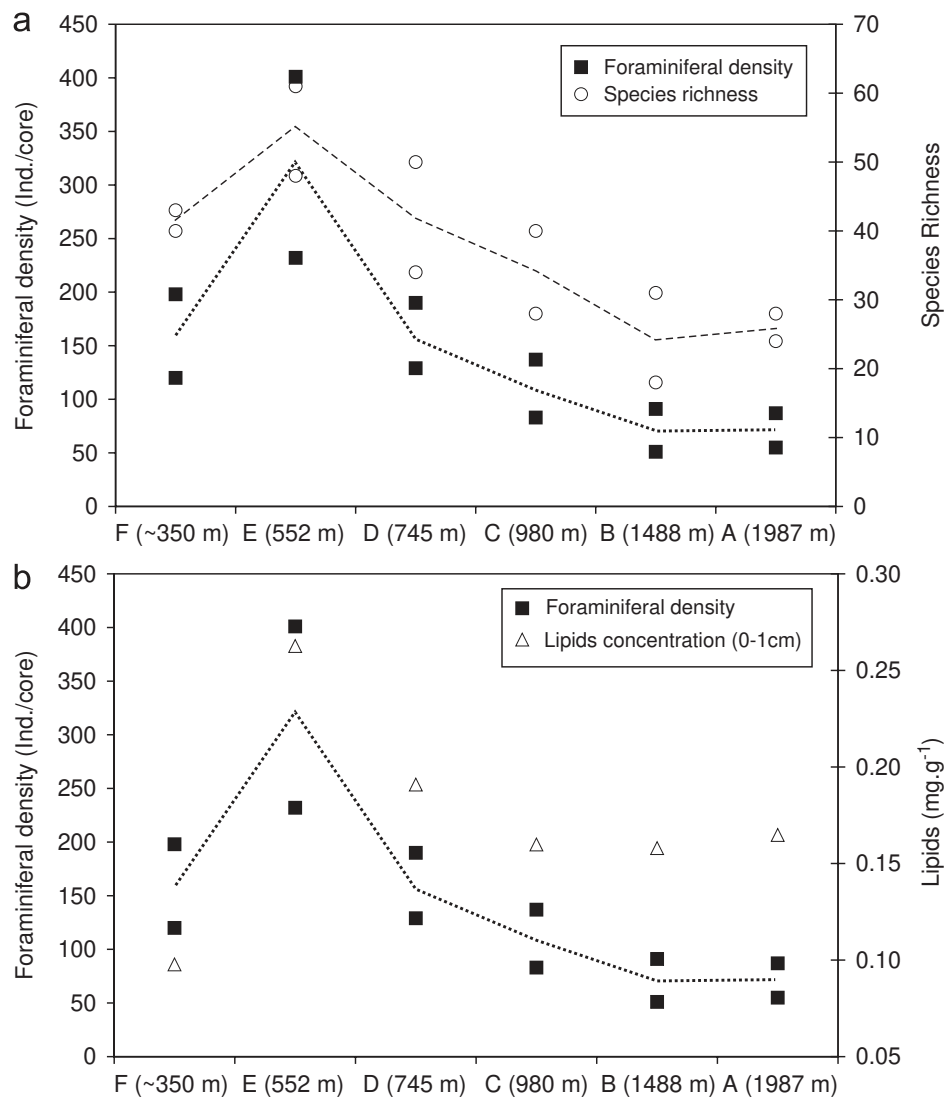 a
450
400
350
300
250
200
150
100
50
0
Foraminiferal density (Ind./core)
Foraminiferal density
Species richness
70
60
50
40
30
20
10
0
Species Richness
F (~350 m) E (552 m) D (745 m) C (980 m) B (1488 m) A (1987 m)
b
450
400
350
300
250
200
150
100
50
0
Foraminiferal density (Ind./core)
Foraminiferal density
Lipids concentration (0-1cm)
0.30
0.25
0.20
0.15
0.10
0.05
Lipids (mg.g-1)
F (~350 m) E (552 m) D (745 m) C (980 m) B (1488 m) A (1987 m)